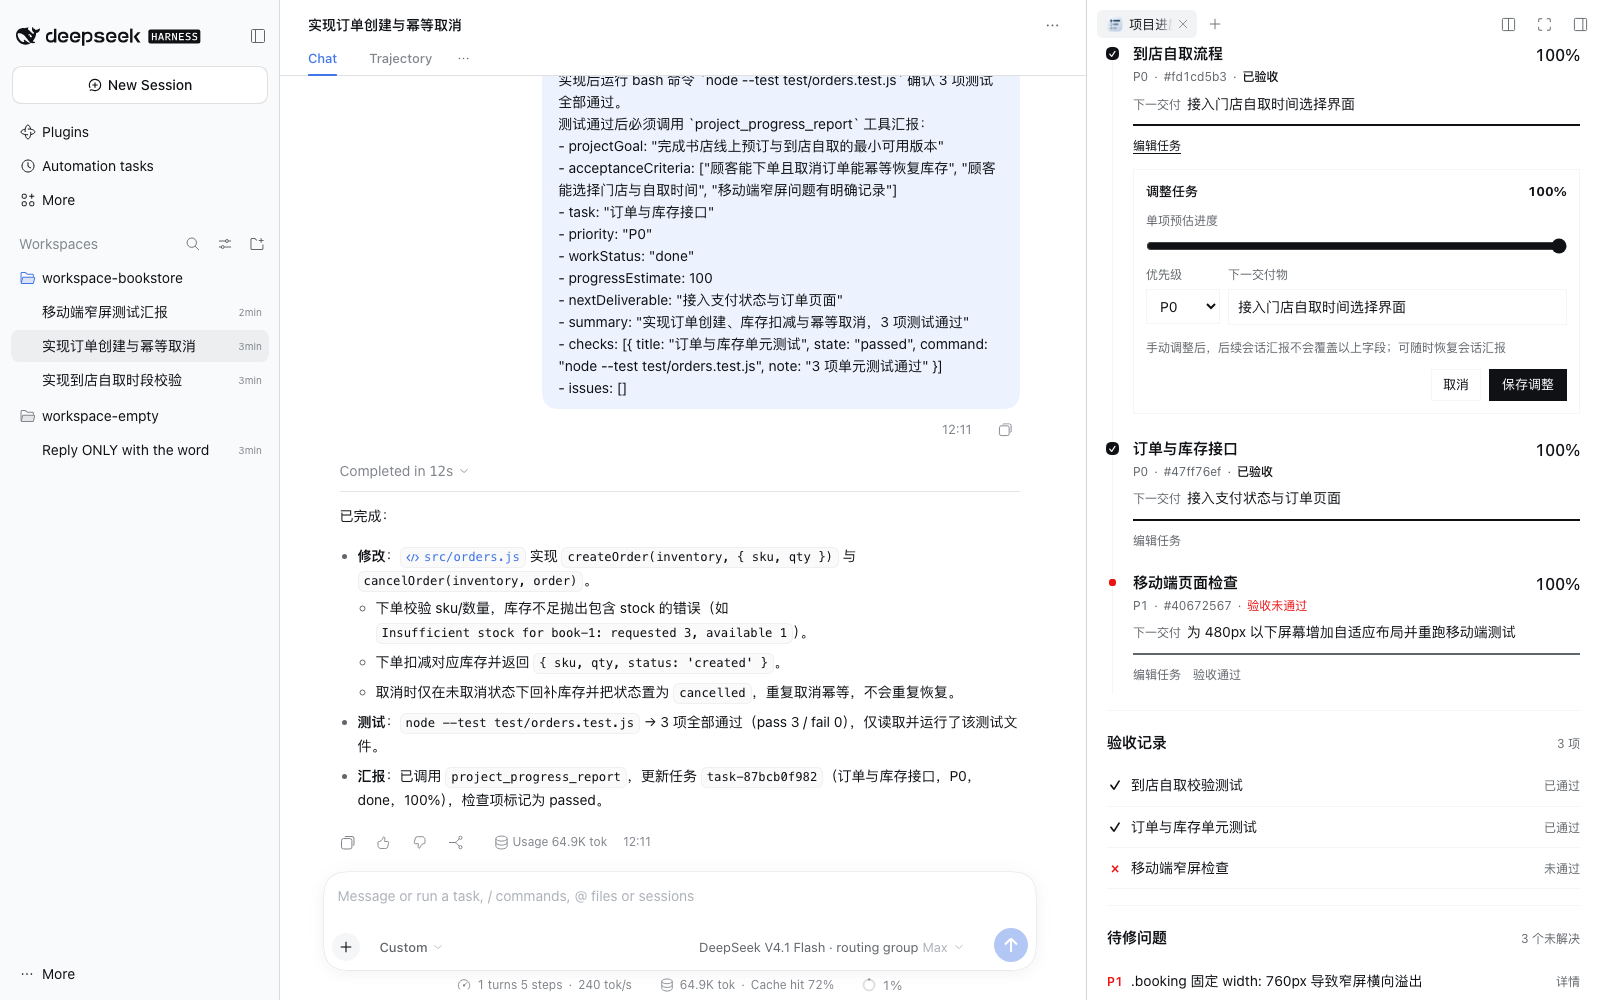 deepseek HARNESS
New Session
Plugins
Automation tasks
More
Workspaces
workspace-bookstore
移动端窄屏测试汇报 2min
实现订单创建与幂等取消 3min
实现到店自取时段校验 3min
workspace-empty
Reply ONLY with the word 3min
··· More
实现订单创建与幂等取消
Chat Trajectory ···
实现后运行 bash 命令 `node --test test/orders.test.js` 确认 3 项测试
全部通过。
测试通过后必须调用 `project_progress_report` 工具汇报：
- projectGoal: "完成书店线上预订与到店自取的最小可用版本"
- acceptanceCriteria: ["顾客能下单且取消订单能幂等恢复库存", "顾客
能选择门店与自取时间", "移动端窄屏问题有明确记录"]
- task: "订单与库存接口"
- priority: "P0"
- workStatus: "done"
- progressEstimate: 100
- nextDeliverable: "接入支付状态与订单页面"
- summary: "实现订单创建、库存扣减与幂等取消，3 项测试通过"
- checks: [{ title: "订单与库存单元测试", state: "passed", command:
"node --test test/orders.test.js", note: "3 项单元测试通过" }]
- issues: []
12:11
Completed in 12s
已完成：
• 修改： src/orders.js 实现 createOrder(inventory, { sku, qty }) 与
cancelOrder(inventory, order) 。
下单校验 sku/数量，库存不足抛出包含 stock 的错误（如
Insufficient stock for book-1: requested 3, available 1 ）。
下单扣减对应库存并返回 { sku, qty, status: 'created' } 。
取消时仅在未取消状态下回补库存并把状态置为 cancelled ，重复取消幂等，不会重复恢复。
• 测试： node --test test/orders.test.js → 3 项全部通过（pass 3 / fail 0），仅读取并运行了该测试文
件。
• 汇报：已调用 project_progress_report ，更新任务 task-87bcb0f982 （订单与库存接口，P0，
done，100%），检查项标记为 passed。
Usage 64.9K tok 12:11
Message or run a task, / commands, @ files or sessions
Custom
DeepSeek V4.1 Flash · routing group Max
1 turns 5 steps · 240 tok/s 64.9K tok · Cache hit 72% 1%
项目进
到店自取流程 100%
P0 · #fd1cd5b3 · 已验收
下一交付 接入门店自取时间选择界面
编辑任务
调整任务 100%
单项预估进度
优先级 下一交付物
P0 接入门店自取时间选择界面
手动调整后，后续会话汇报不会覆盖以上字段；可随时恢复会话汇报
取消 保存调整
订单与库存接口 100%
P0 · #47ff76ef · 已验收
下一交付 接入支付状态与订单页面
编辑任务
移动端页面检查 100%
P1 · #40672567 · 验收未通过
下一交付 为 480px 以下屏幕增加自适应布局并重跑移动端测试
编辑任务 验收通过
验收记录 3 项
到店自取校验测试 已通过
订单与库存单元测试 已通过
移动端窄屏检查 未通过
待修问题 3 个未解决
P1 .booking 固定 width: 760px 导致窄屏横向溢出 详情